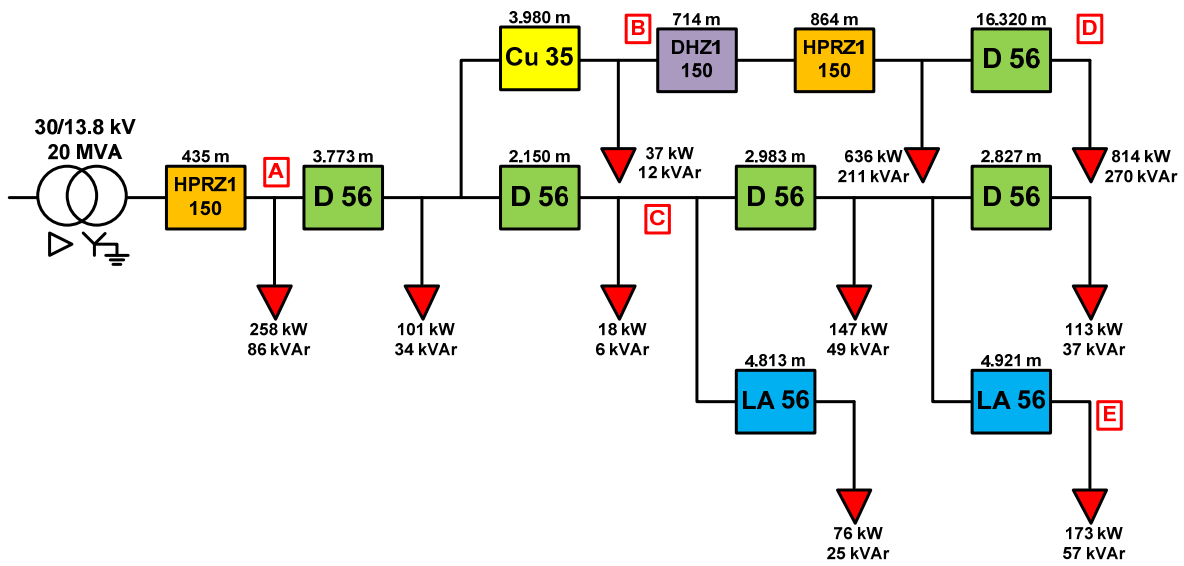 3.980 m
B
714 m
864 m
16.320 m
D
Cu 35
DHZ1
150
HPRZ1
150
D 56
30/13.8 kV
20 MVA
435 m
A
3.773 m
2.150 m
37 kW
12 kVAr
2.983 m
636 kW
211 kVAr
2.827 m
814 kW
270 kVAr
HPRZ1
150
D 56
D 56
C
D 56
D 56
258 kW
86 kVAr
101 kW
34 kVAr
18 kW
6 kVAr
147 kW
49 kVAr
113 kW
37 kVAr
4.813 m
4.921 m
LA 56
LA 56
E
76 kW
25 kVAr
173 kW
57 kVAr